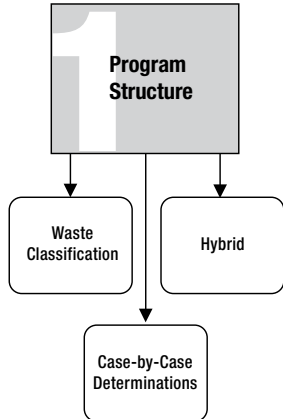 1
Program
Structure
Waste
Classification
Hybrid
Case-by-Case
Determinations